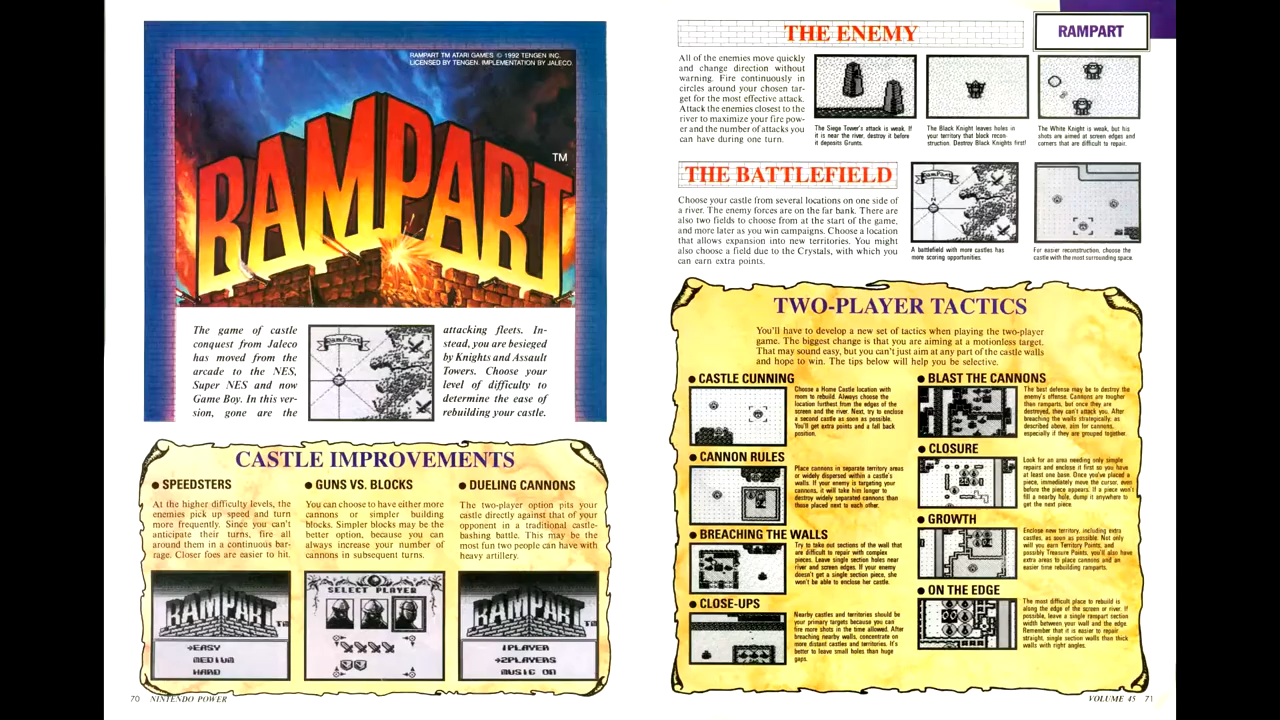 RAMPART TM ATARI GAMES © 1992 TENGEN INC.
LICENSED BY TENGEN. IMPLEMENTATION BY JALECO.
RAMPART
TM
The game of castle
conquest from Jaleco
has moved from the
arcade to the NES,
Super NES and now
Game Boy. In this ver-
sion, gone are the
RAMPART
attacking fleets. In-
stead, you are besieged
by Knights and Assault
Towers. Choose your
level of difficulty to
determine the ease of
rebuilding your castle.
CASTLE IMPROVEMENTS
● SPEEDSTERS
At the higher difficulty levels, the
enemies pick up speed and turn
more frequently. Since you can't
anticipate their turns, fire all
around them in a continuous bar-
rage. Closer foes are easier to hit.
RAMPART
EASY
MEDIUM
HARD
● GUNS VS. BLOCKS
You can choose to have either more
cannons or simpler building
blocks. Simpler blocks may be the
better option, because you can
always increase your number of
cannons in subsequent turns.
SELECT PLAYER
● DUELING CANNONS
The two-player option pits your
castle directly against that of your
opponent in a traditional castle-
bashing battle. This may be the
most fun two people can have with
heavy artillery.
RAMPART
1PLAYER
2PLAYERS
MUSIC ON
70 NINTENDO POWER
RAMPART
THE ENEMY
All of the enemies move quickly
and change direction without
warning. Fire continuously in
circles around your chosen tar-
get for the most effective attack.
Attack the enemies closest to the
river to maximize your fire pow-
er and the number of attacks you
can have during one turn.
The Siege Tower's attack is weak. If
it is near the river, destroy it before
it deposits Grunts.
The Black Knight leaves holes in
your territory that block recon-
struction. Destroy Black Knights first!
The White Knight is weak, but his
shots are aimed at screen edges and
corners that are difficult to repair.
THE BATTLEFIELD
Choose your castle from several locations on one side of
a river. The enemy forces are on the far bank. There are
also two fields to choose from at the start of the game,
and more later as you win campaigns. Choose a location
that allows expansion into new territories. You might
also choose a field due to the Crystals, with which you
can earn extra points.
RAMPART
N
A battlefield with more castles has
more scoring opportunities.
For easier reconstruction, choose the
castle with the most surrounding space.
TWO-PLAYER TACTICS
You'll have to develop a new set of tactics when playing the two-player
game. The biggest change is that you are aiming at a motionless target.
That may sound easy, but you can't just aim at any part of the castle walls
and hope to win. The tips below will help you be selective.
● CASTLE CUNNING
Choose a Home Castle location with
room to rebuild. Always choose the
location furthest from the edges of the
screen and the river. Next, try to enclose
a second castle as soon as possible.
You'll get extra points and a fall back
position.
● CANNON RULES
Place cannons in separate territory areas
or widely dispersed within a castle's
walls. If your enemy is targeting your
cannons, it will take him longer to
destroy widely separated cannons than
those placed next to each other.
● BREACHING THE WALLS
Try to take out sections of the wall that
are difficult to repair with complex
pieces. Leave single section holes near
river and screen edges. If your enemy
doesn't get a single section piece, she
won't be able to enclose her castle.
● CLOSE-UPS
Nearby castles and territories should be
your primary targets because you can
fire more shots in the time allowed. After
breaching nearby walls, concentrate on
more distant castles and territories. It's
better to leave small holes than huge
gaps.
● BLAST THE CANNONS
The best defense may be to destroy the
enemy's offense. Cannons are tougher
than ramparts, but once they are
destroyed, they can't attack you. After
breaching the walls strategically, as
described above, aim for cannons,
especially if they are grouped together.
● CLOSURE
Look for an area needing only simple
repairs and enclose it first so you have
at least one base. Once you've placed a
piece, immediately move the cursor, even
before the piece appears. If a piece won't
fill a nearby hole, dump it anywhere to
get the next piece.
● GROWTH
Enclose new territory, including extra
castles, as soon as possible. Not only
will you earn Territory Points, and
possibly Treasure Points, you'll also have
extra areas to place cannons and an
easier time rebuilding ramparts.
● ON THE EDGE
The most difficult place to rebuild is
along the edge of the screen or river. If
possible, leave a single rampart section
width between your wall and the edge.
Remember that it is easier to repair
straight, single section walls than thick
walls with right angles.
VOLUME 45 71